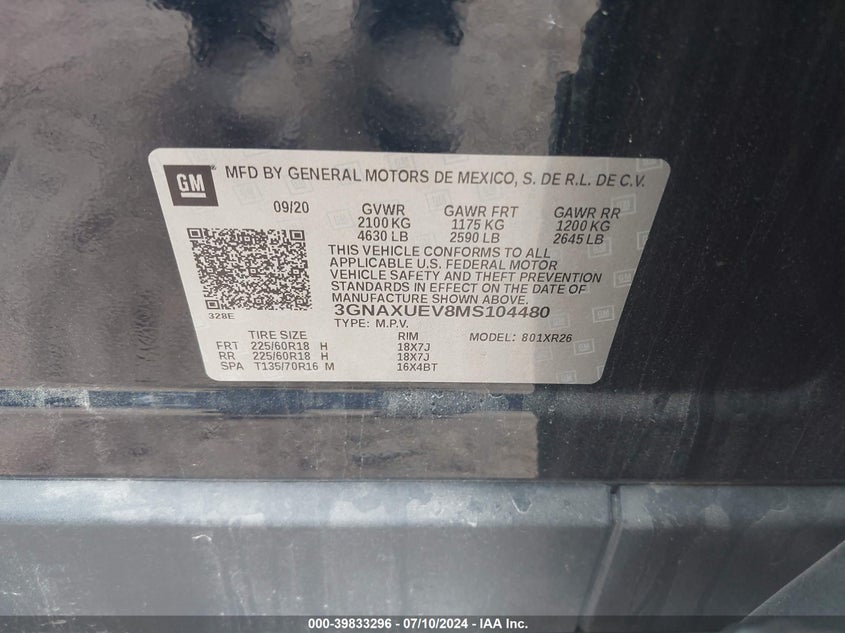 GM
MFD BY GENERAL MOTORS DE MEXICO, S. DE R.L. DE C.V.
09/20 GVWR GAWR FRT GAWR RR
2100 KG 1175 KG 1200 KG
4630 LB 2590 LB 2645 LB
THIS VEHICLE CONFORMS TO ALL
APPLICABLE U.S. FEDERAL MOTOR
VEHICLE SAFETY AND THEFT PREVENTION
STANDARDS IN EFFECT ON THE DATE OF
MANUFACTURE SHOWN ABOVE.
328E
3GNAXUEV8MS104480
TYPE: M.P.V.
TIRE SIZE RIM MODEL: 801XR26
FRT 225/60R18 H 18X7J
RR 225/60R18 H 18X7J
SPA T135/70R16 M 16X4BT
000-39833296 - 07/10/2024 - IAA Inc.